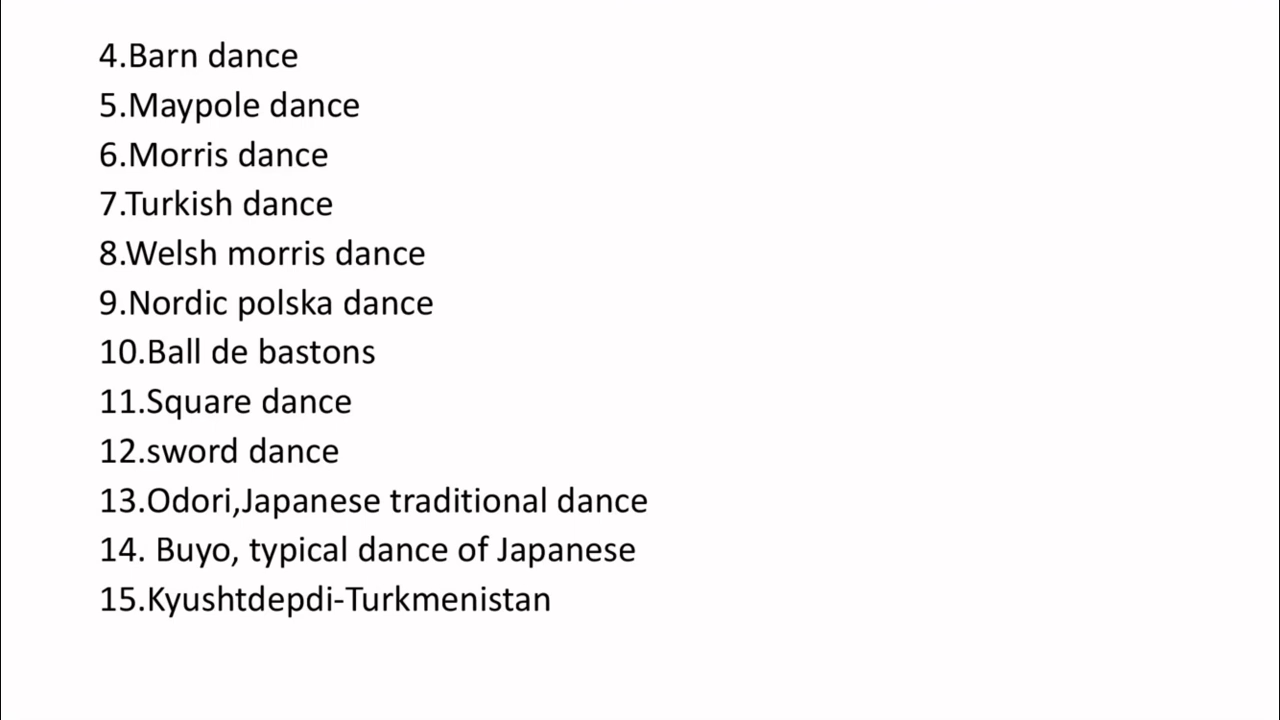 4.Barn dance
5.Maypole dance
6.Morris dance
7.Turkish dance
8.Welsh morris dance
9.Nordic polska dance
10.Ball de bastons
11.Square dance
12.sword dance
13.Odori,Japanese traditional dance
14. Buyo, typical dance of Japanese
15.Kyushtdepdi-Turkmenistan